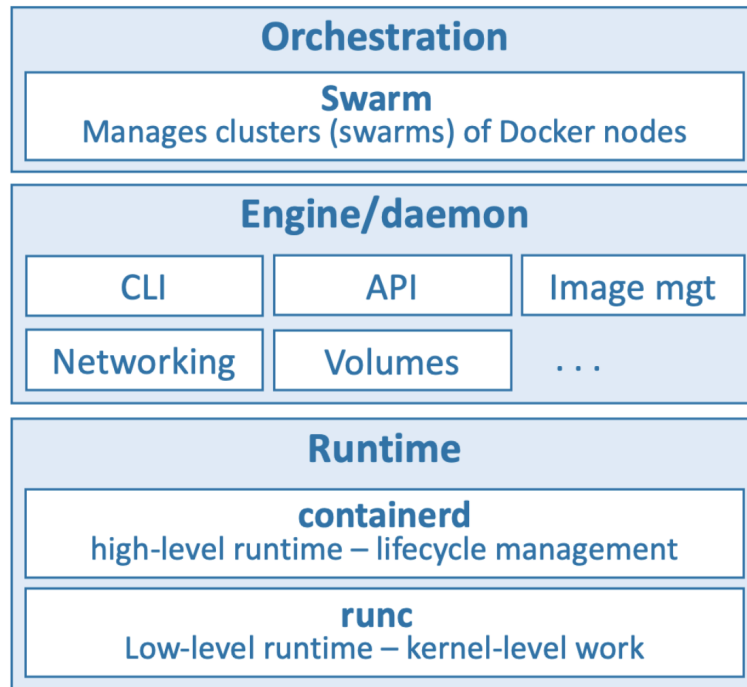 Orchestration
Swarm
Manages clusters (swarms) of Docker nodes
Engine/daemon
CLI API Image mgt
Networking Volumes . . .
Runtime
containerd
high-level runtime – lifecycle management
runc
Low-level runtime – kernel-level work